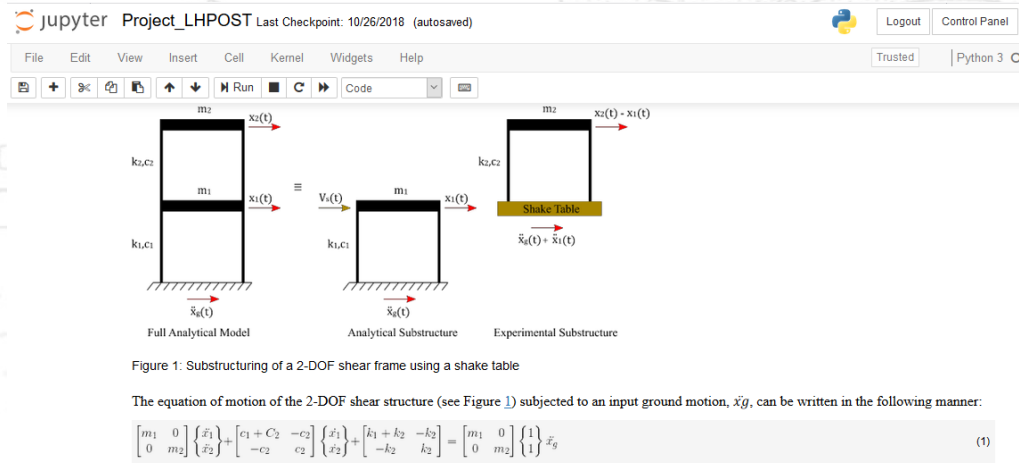 jupyter Project_LHPOST Last Checkpoint: 10/26/2018 (autosaved) Logout Control Panel
File Edit View Insert Cell Kernel Widgets Help Trusted Python 3
Run Code
m2 x2(t) m2 x2(t) - x1(t)
k2,c2 k2,c2
≡
m1 x1(t) Vs(t) m1 x1(t) Shake Table
k1,c1 k1,c1 ẍg(t) + ẍ1(t)
ẍg(t) ẍg(t)
Full Analytical Model Analytical Substructure Experimental Substructure
Figure 1: Substructuring of a 2-DOF shear frame using a shake table
The equation of motion of the 2-DOF shear structure (see Figure 1) subjected to an input ground motion, ẍg, can be written in the following manner:
[m1 0; 0 m2] {ẍ1; ẍ2} + [c1 + C2 −c2; −c2 c2] {ẋ1; ẋ2} + [k1 + k2 −k2; −k2 k2] = [m1 0; 0 m2] {1; 1} ẍg (1)